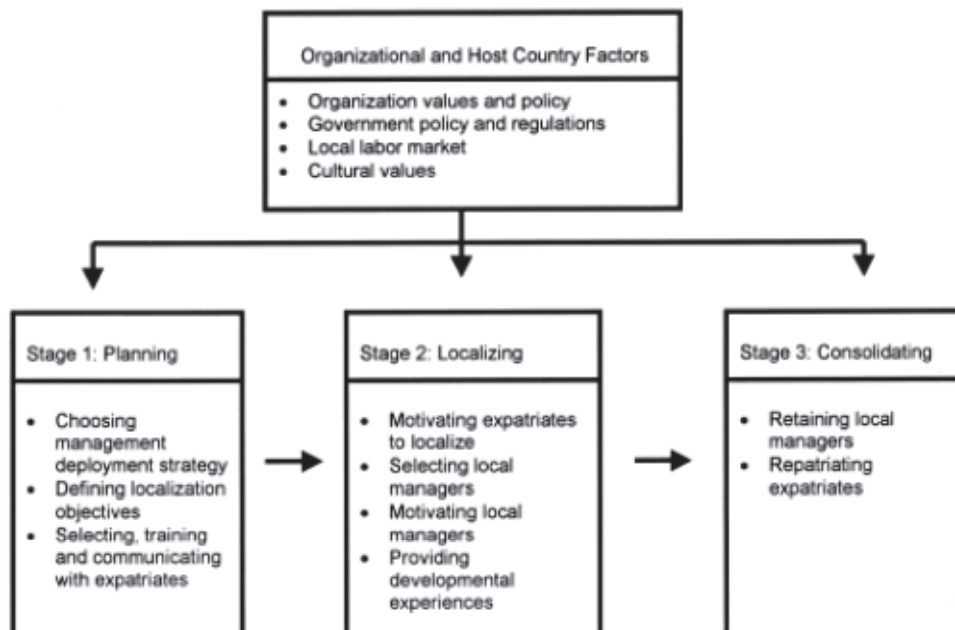 Organizational and Host Country Factors
• Organization values and policy
• Government policy and regulations
• Local labor market
• Cultural values
Stage 1: Planning
• Choosing
management
deployment strategy
• Defining localization
objectives
• Selecting, training
and communicating
with expatriates
Stage 2: Localizing
• Motivating expatriates
to localize
• Selecting local
managers
• Motivating local
managers
• Providing
developmental
experiences
Stage 3: Consolidating
• Retaining local
managers
• Repatriating
expatriates